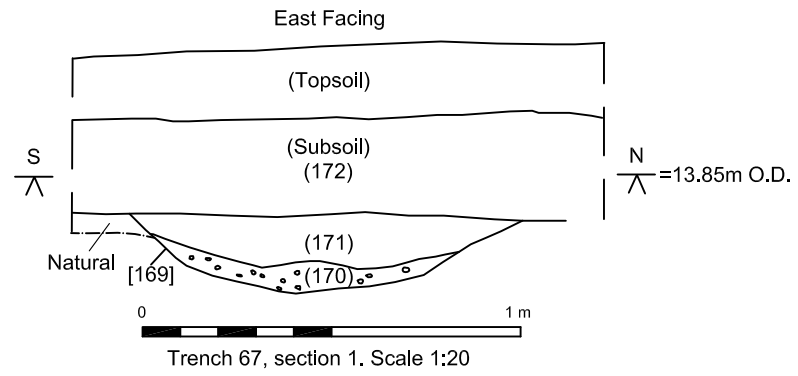 East Facing
(Topsoil)
(Subsoil)
S
(172)
N
=13.85m O.D.
(171)
Natural
[169]
(170)
0
1 m
Trench 67, section 1. Scale 1:20